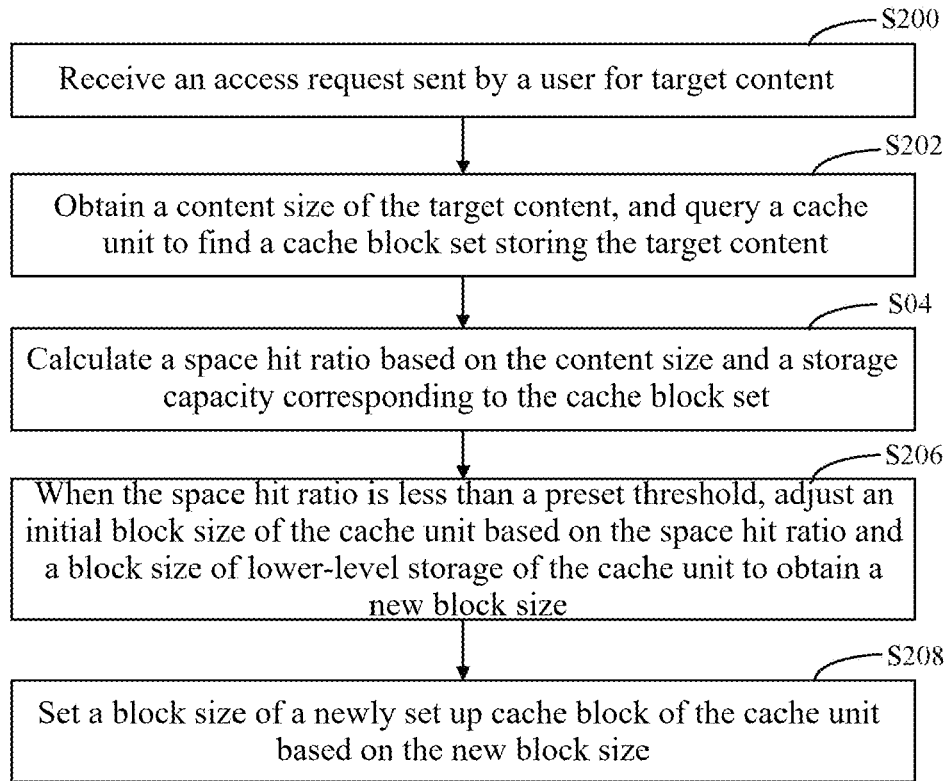 S200
Receive an access request sent by a user for target content
S202
Obtain a content size of the target content, and query a cache
unit to find a cache block set storing the target content
S04
Calculate a space hit ratio based on the content size and a storage
capacity corresponding to the cache block set
S206
When the space hit ratio is less than a preset threshold, adjust an
initial block size of the cache unit based on the space hit ratio and
a block size of lower-level storage of the cache unit to obtain a
new block size
S208
Set a block size of a newly set up cache block of the cache unit
based on the new block size